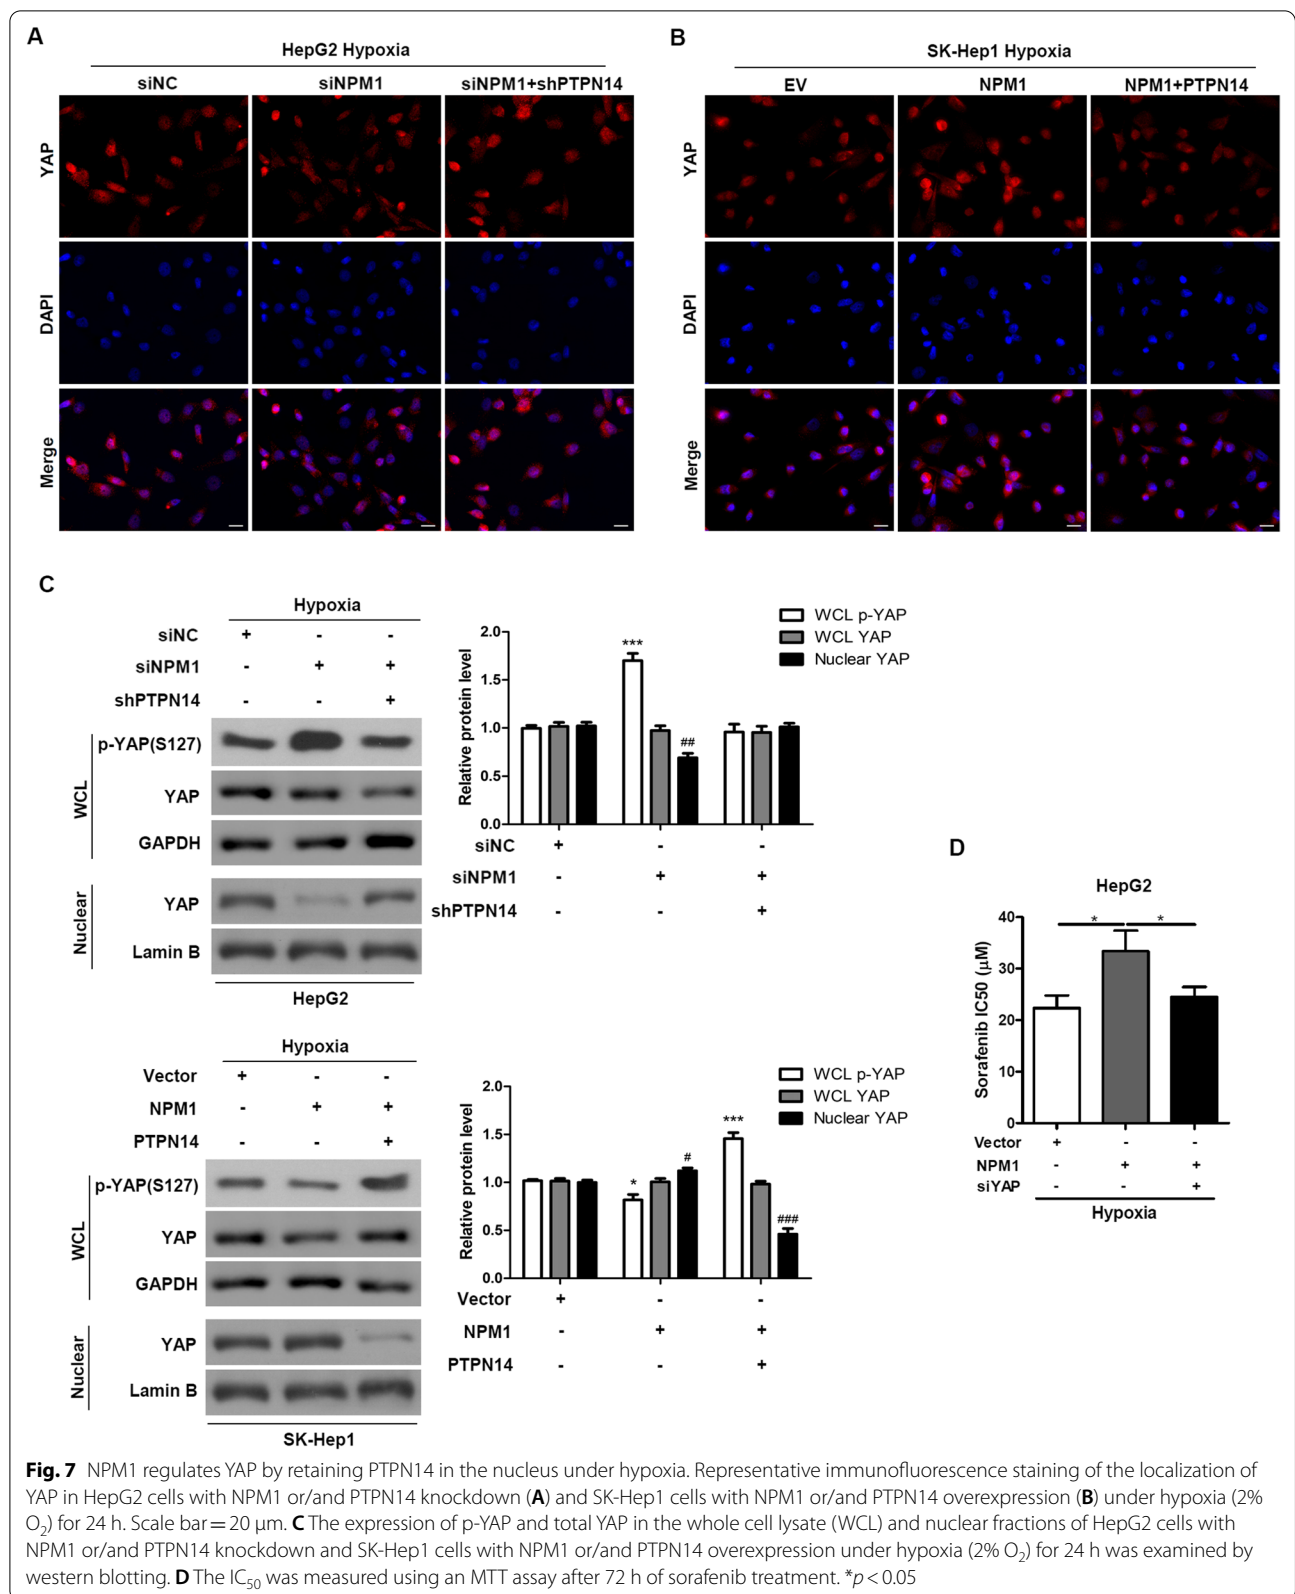 A
HepG2 Hypoxia
siNC siNPM1 siNPM1+shPTPN14
YAP
DAPI
Merge
B
SK-Hep1 Hypoxia
EV NPM1 NPM1+PTPN14
YAP
DAPI
Merge
C
Hypoxia
siNC + - -
siNPM1 - + +
shPTPN14 - - +
WCL
p-YAP(S127)
YAP
GAPDH
Nuclear
YAP
Lamin B
HepG2
WCL p-YAP
WCL YAP
Nuclear YAP
Relative protein level
2.0
1.5
1.0
0.5
0.0
***
##
siNC + - -
siNPM1 - + +
shPTPN14 - - +
Hypoxia
Vector + - -
NPM1 - + +
PTPN14 - - +
WCL
p-YAP(S127)
YAP
GAPDH
Nuclear
YAP
Lamin B
SK-Hep1
WCL p-YAP
WCL YAP
Nuclear YAP
Relative protein level
2.0
1.5
1.0
0.5
0.0
*
#
***
###
Vector + - -
NPM1 - + +
PTPN14 - - +
D
HepG2
Sorafenib IC50 (μM)
40
30
20
10
0
* *
Vector + - -
NPM1 - + +
siYAP - - +
Hypoxia
Fig. 7 NPM1 regulates YAP by retaining PTPN14 in the nucleus under hypoxia. Representative immunofluorescence staining of the localization of
YAP in HepG2 cells with NPM1 or/and PTPN14 knockdown (A) and SK-Hep1 cells with NPM1 or/and PTPN14 overexpression (B) under hypoxia (2%
O2) for 24 h. Scale bar = 20 μm. C The expression of p-YAP and total YAP in the whole cell lysate (WCL) and nuclear fractions of HepG2 cells with
NPM1 or/and PTPN14 knockdown and SK-Hep1 cells with NPM1 or/and PTPN14 overexpression under hypoxia (2% O2) for 24 h was examined by
western blotting. D The IC50 was measured using an MTT assay after 72 h of sorafenib treatment. *p < 0.05